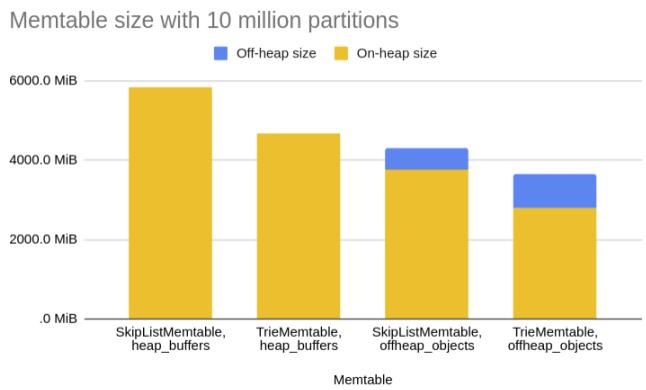 Memtable size with 10 million partitions
Off-heap size On-heap size
6000.0 MiB
4000.0 MiB
2000.0 MiB
.0 MiB
SkipListMemtable, heap_buffers
TrieMemtable, heap_buffers
SkipListMemtable, offheap_objects
TrieMemtable, offheap_objects
Memtable